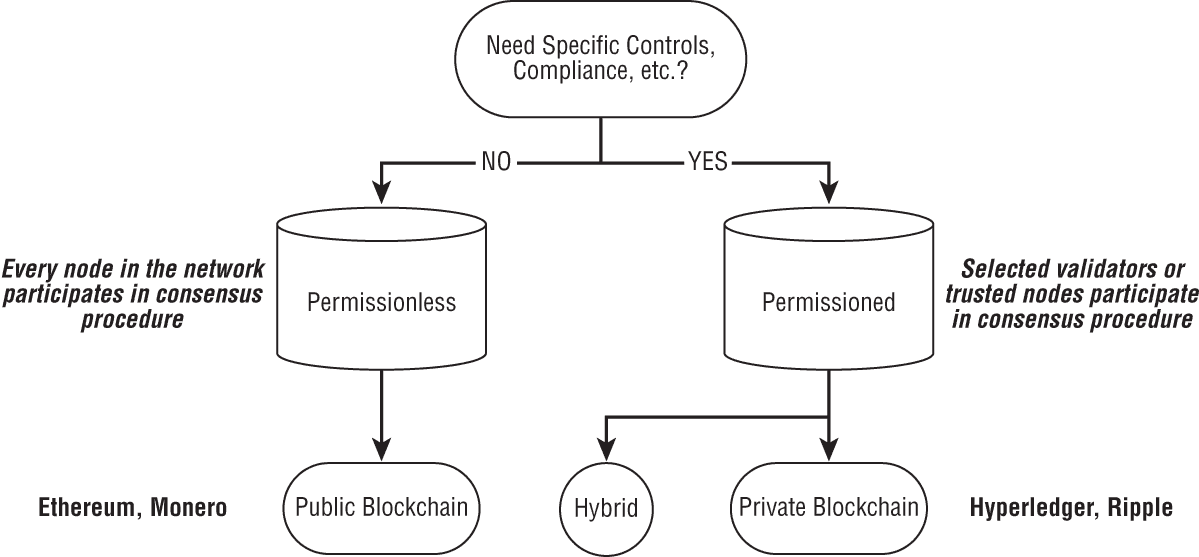 Need Specific Controls,
Compliance, etc.?
NO
YES
Every node in the network
participates in consensus
procedure
Permissionless
Permissioned
Selected validators or
trusted nodes participate
in consensus procedure
Ethereum, Monero
Public Blockchain
Hybrid
Private Blockchain
Hyperledger, Ripple